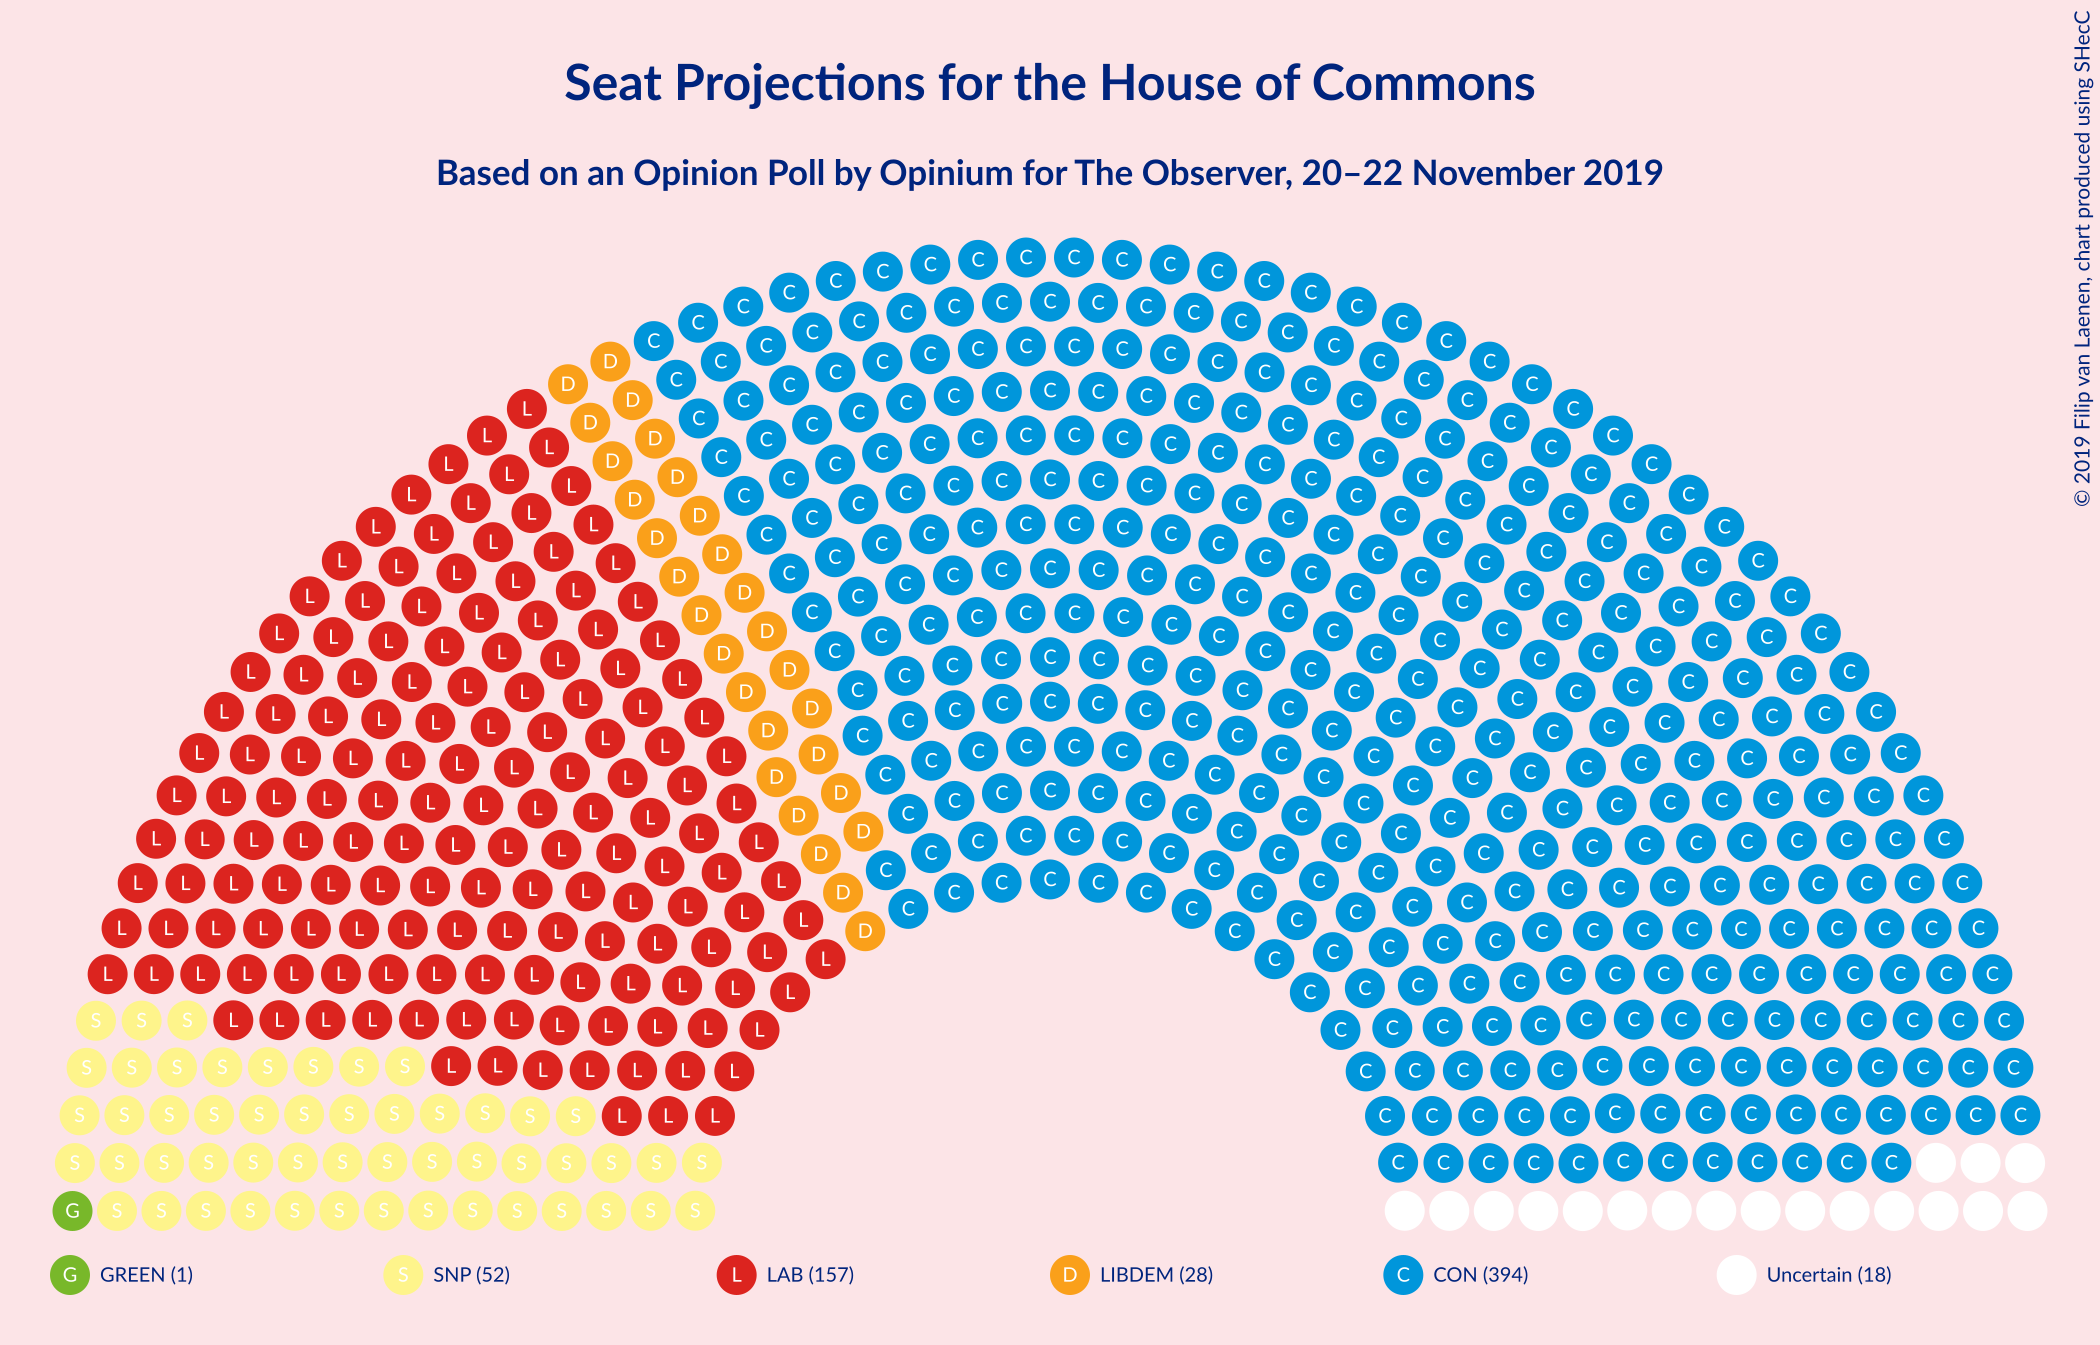 Seat Projections for the House of Commons
Based on an Opinion Poll by Opinium for The Observer, 20–22 November 2019
© 2019 Filip van Laenen, chart produced using SHecC
G GREEN (1)
S SNP (52)
L LAB (157)
D LIBDEM (28)
C CON (394)
Uncertain (18)